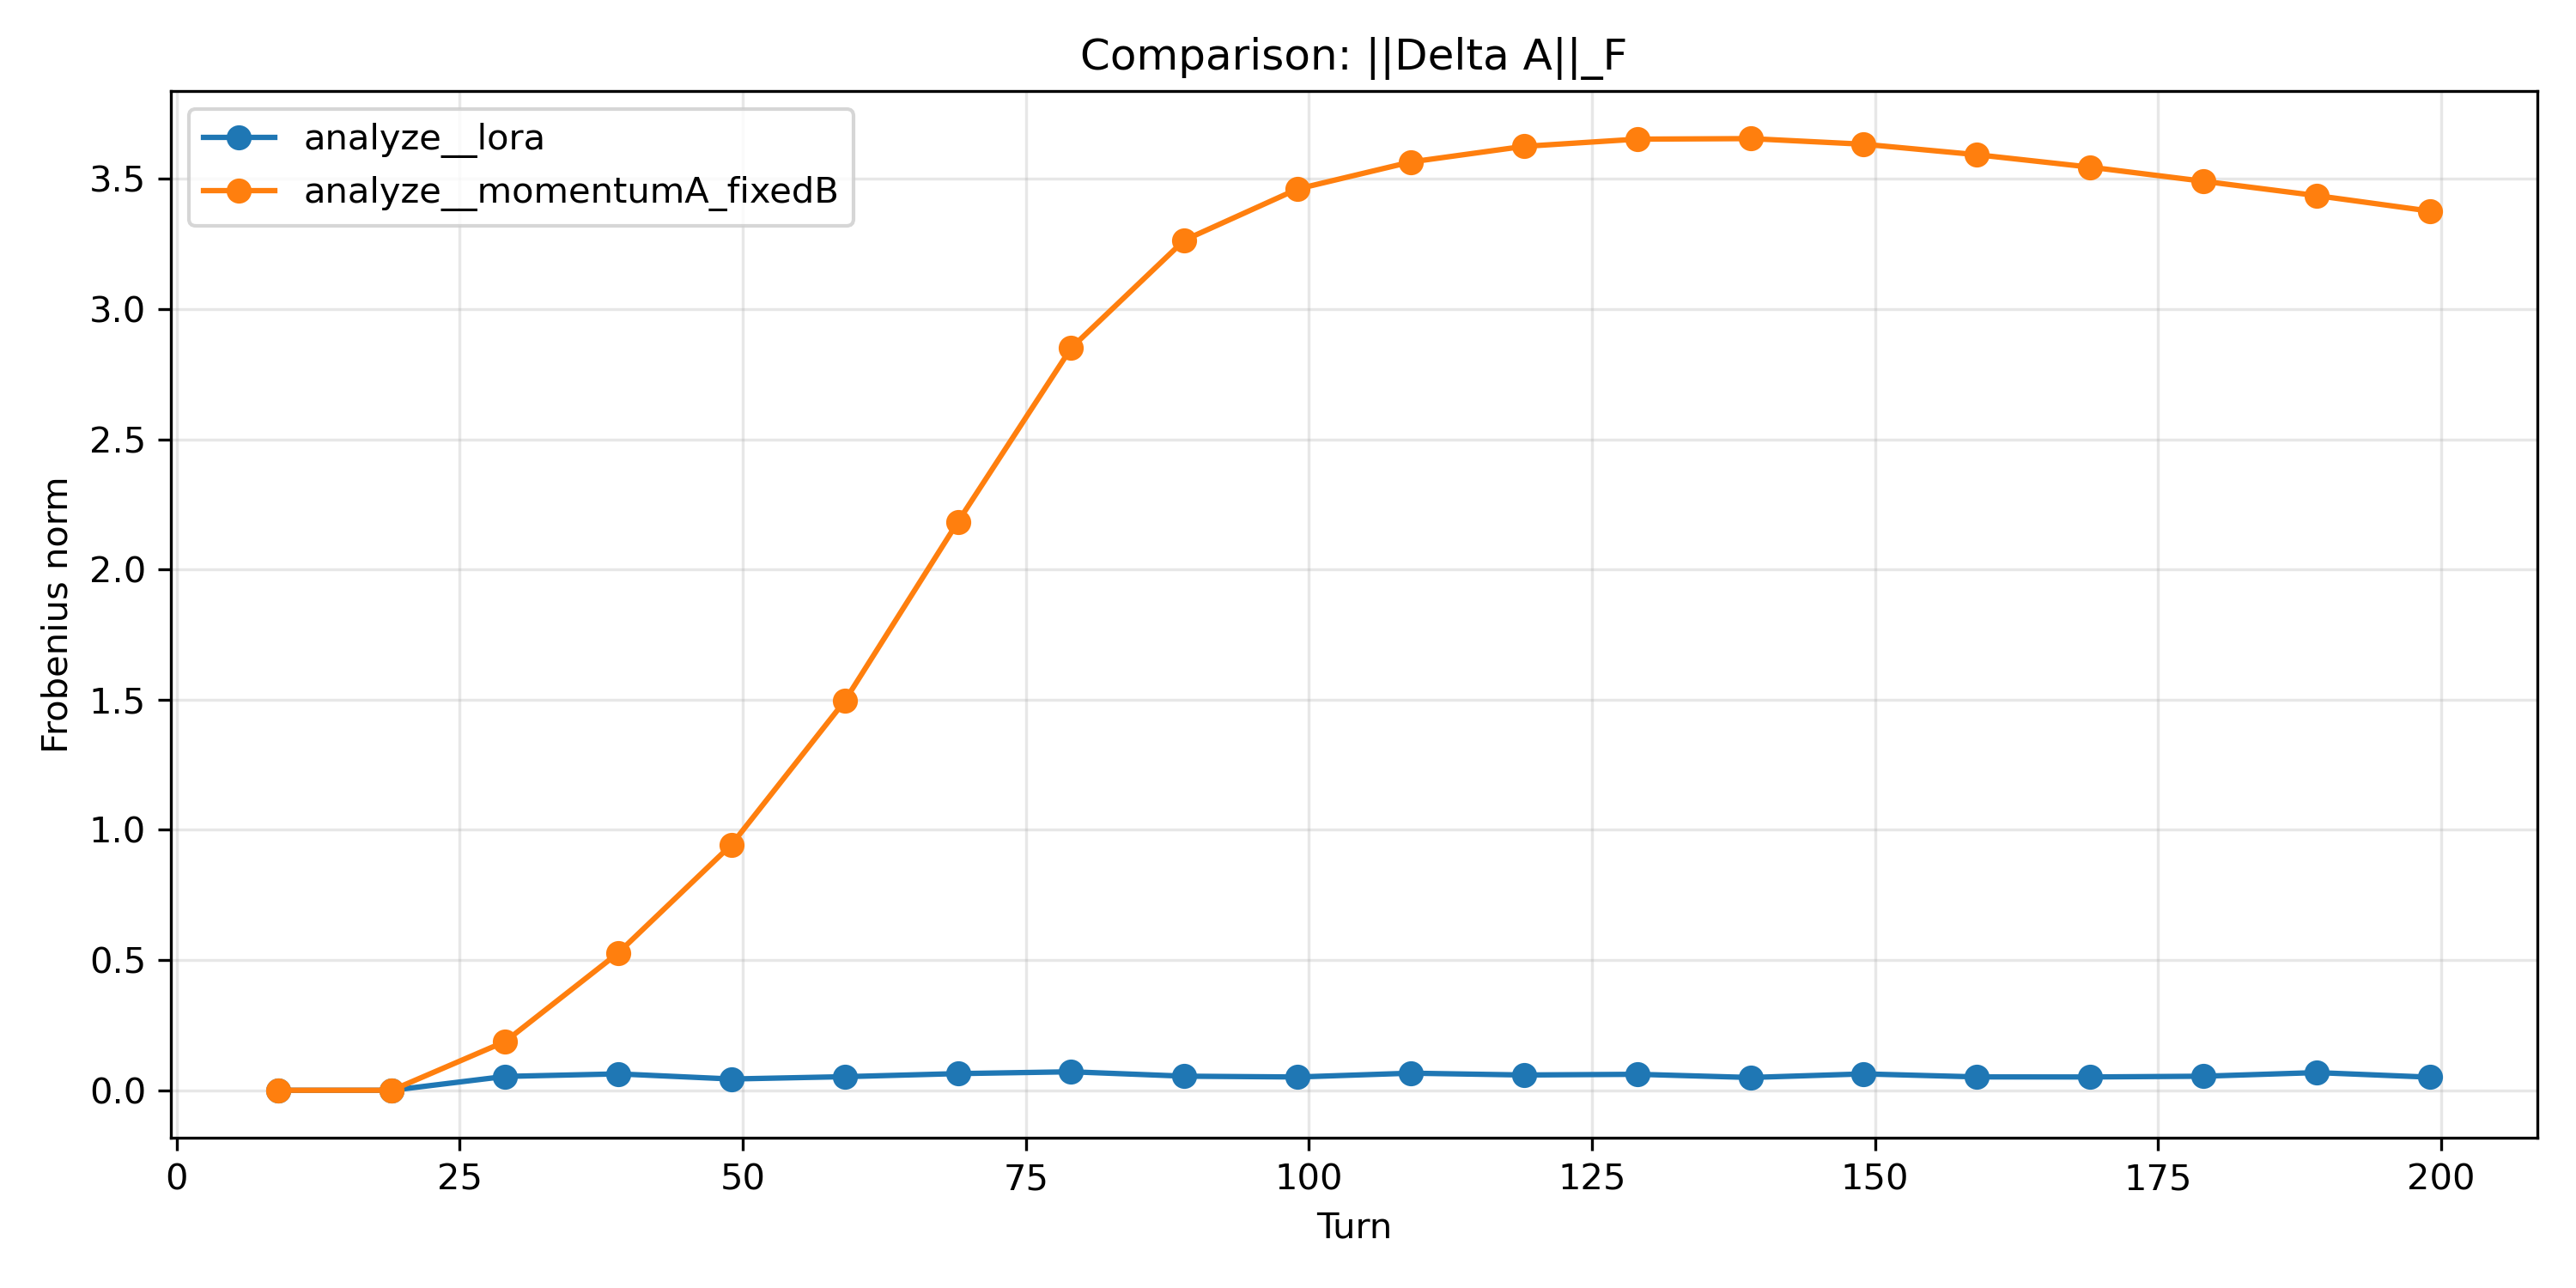 Comparison: ||Delta A||_F
analyze__lora
analyze__momentumA_fixedB
Frobenius norm
3.5
3.0
2.5
2.0
1.5
1.0
0.5
0.0
0 25 50 75 100 125 150 175 200
Turn